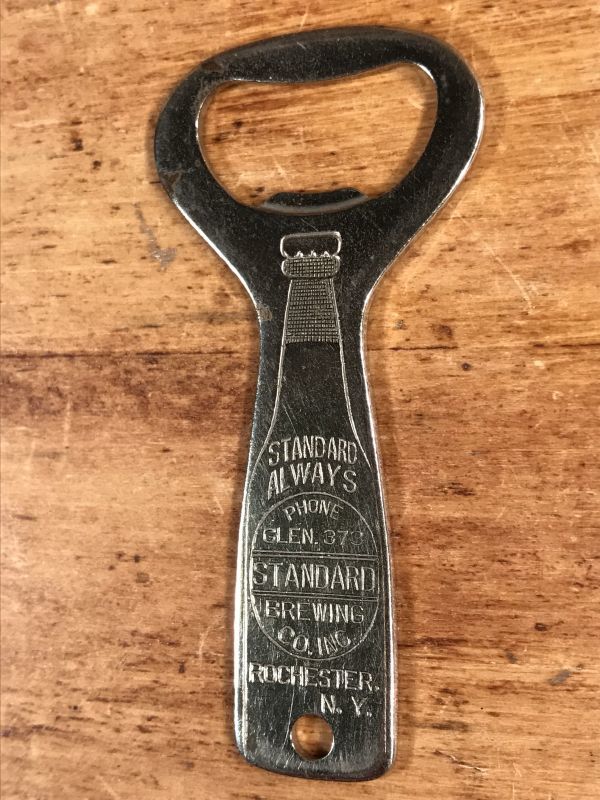 STANDARD
ALWAYS
PHONE
GLEN. 379
STANDARD
BREWING
CO. INC.
ROCHESTER.
N. Y.